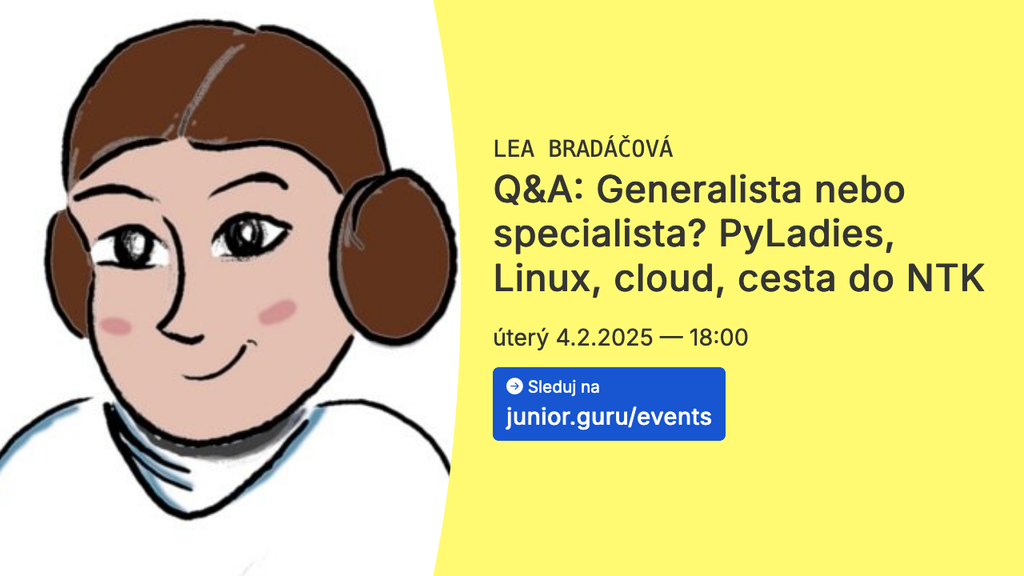 LEA BRADÁČOVÁ
Q&A: Generalista nebo
specialista? PyLadies,
Linux, cloud, cesta do NTK
úterý 4.2.2025 — 18:00
Sleduj na
junior.guru/events